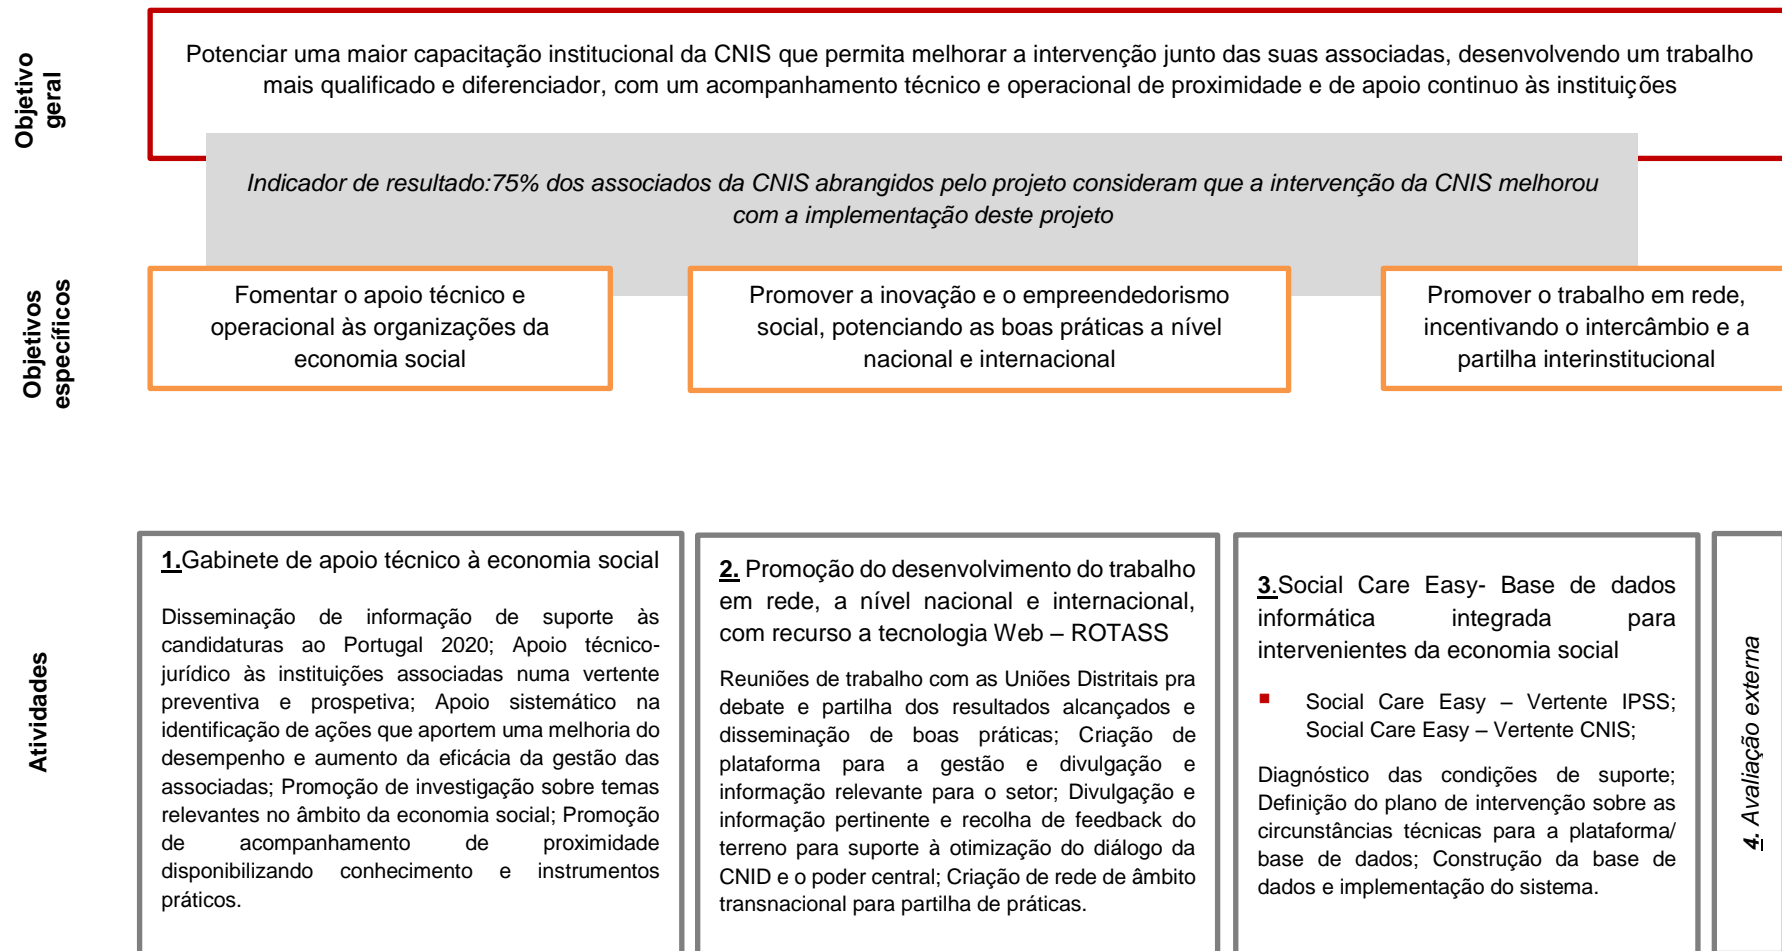 Objetivo
geral
Potenciar uma maior capacitação institucional da CNIS que permita melhorar a intervenção junto das suas associadas, desenvolvendo um trabalho
mais qualificado e diferenciador, com um acompanhamento técnico e operacional de proximidade e de apoio continuo às instituições
Indicador de resultado:75% dos associados da CNIS abrangidos pelo projeto consideram que a intervenção da CNIS melhorou
com a implementação deste projeto
Objetivos
específicos
Fomentar o apoio técnico e
operacional às organizações da
economia social
Promover a inovação e o empreendedorismo
social, potenciando as boas práticas a nível
nacional e internacional
Promover o trabalho em rede,
incentivando o intercâmbio e a
partilha interinstitucional
Atividades
1.Gabinete de apoio técnico à economia social
Disseminação de informação de suporte às
candidaturas ao Portugal 2020; Apoio técnico-
jurídico às instituições associadas numa vertente
preventiva e prospetiva; Apoio sistemático na
identificação de ações que aportem uma melhoria do
desempenho e aumento da eficácia da gestão das
associadas; Promoção de investigação sobre temas
relevantes no âmbito da economia social; Promoção
de acompanhamento de proximidade
disponibilizando conhecimento e instrumentos
práticos.
2. Promoção do desenvolvimento do trabalho
em rede, a nível nacional e internacional,
com recurso a tecnologia Web – ROTASS
Reuniões de trabalho com as Uniões Distritais pra
debate e partilha dos resultados alcançados e
disseminação de boas práticas; Criação de
plataforma para a gestão e divulgação e
informação relevante para o setor; Divulgação e
informação pertinente e recolha de feedback do
terreno para suporte à otimização do diálogo da
CNID e o poder central; Criação de rede de âmbito
transnacional para partilha de práticas.
3.Social Care Easy- Base de dados
informática integrada para
intervenientes da economia social
▪ Social Care Easy – Vertente IPSS;
Social Care Easy – Vertente CNIS;
Diagnóstico das condições de suporte;
Definição do plano de intervenção sobre as
circunstâncias técnicas para a plataforma/
base de dados; Construção da base de
dados e implementação do sistema.
4. Avaliação externa